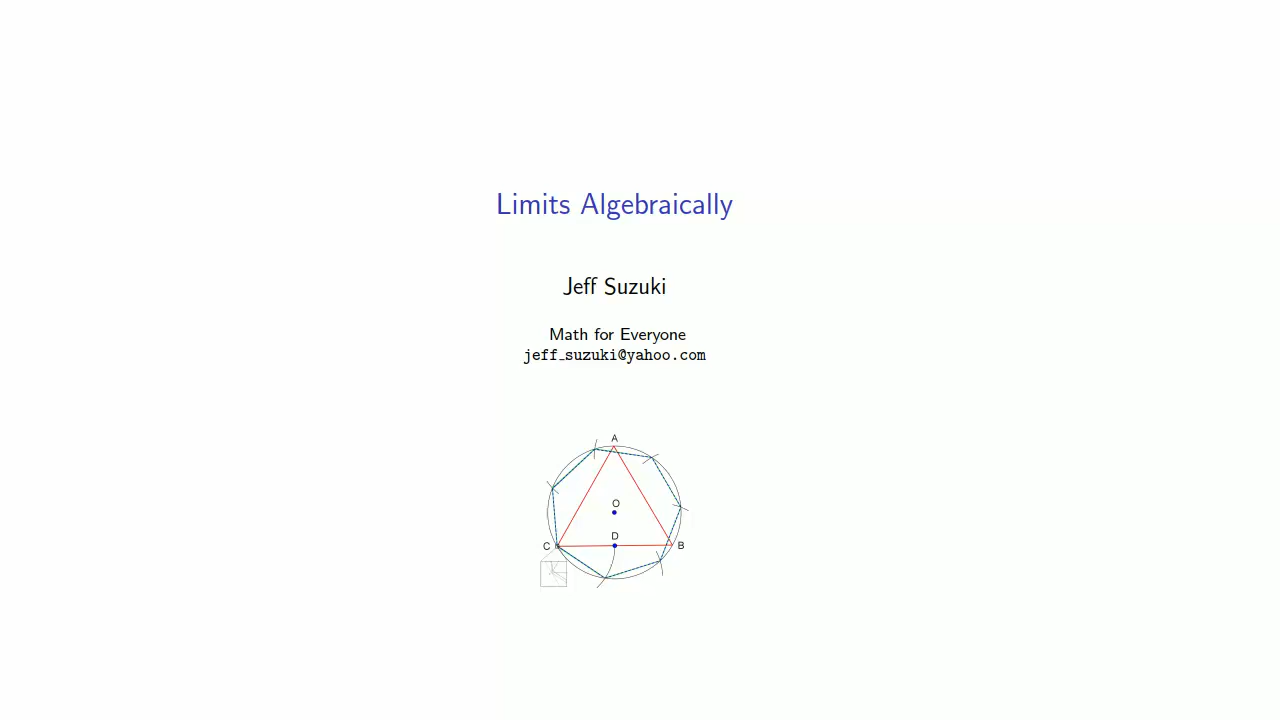 Limits Algebraically
Jeff Suzuki
Math for Everyone
jeff_suzuki@yahoo.com
A
O
D
C
B